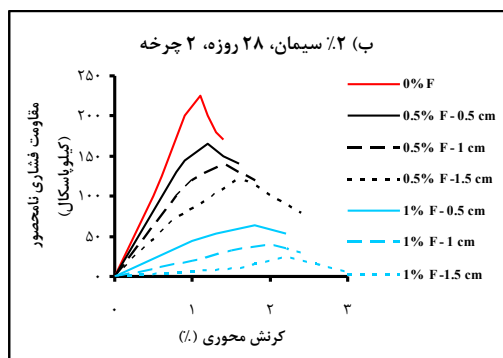 ب) ۲٪ سیمان، ۲۸ روزه، ۲ چرخه
مقاومت فشاری نامحصور
(کیلوپاسکال)
۲۵۰
۲۰۰
۱۵۰
۱۰۰
۵۰
۰
۰
۱
۲
۳
کرنش محوری (٪)
0% F
0.5% F - 0.5 cm
0.5% F - 1 cm
0.5% F -1.5 cm
1% F - 0.5 cm
1% F - 1 cm
1% F -1.5 cm